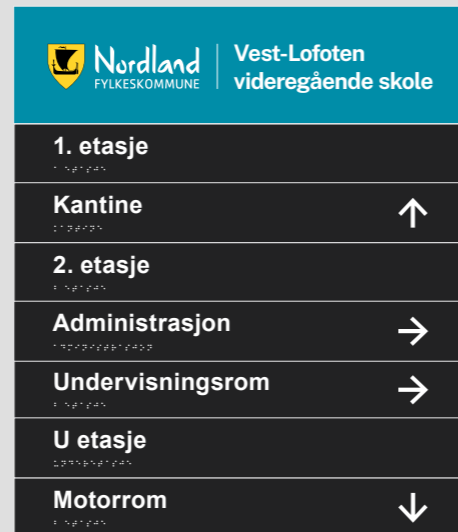 Nordland
FYLKESKOMMUNE
Vest-Lofoten
videregående skole
1. etasje
Kantine
2. etasje
Administrasjon
Undervisningsrom
U etasje
Motorrom